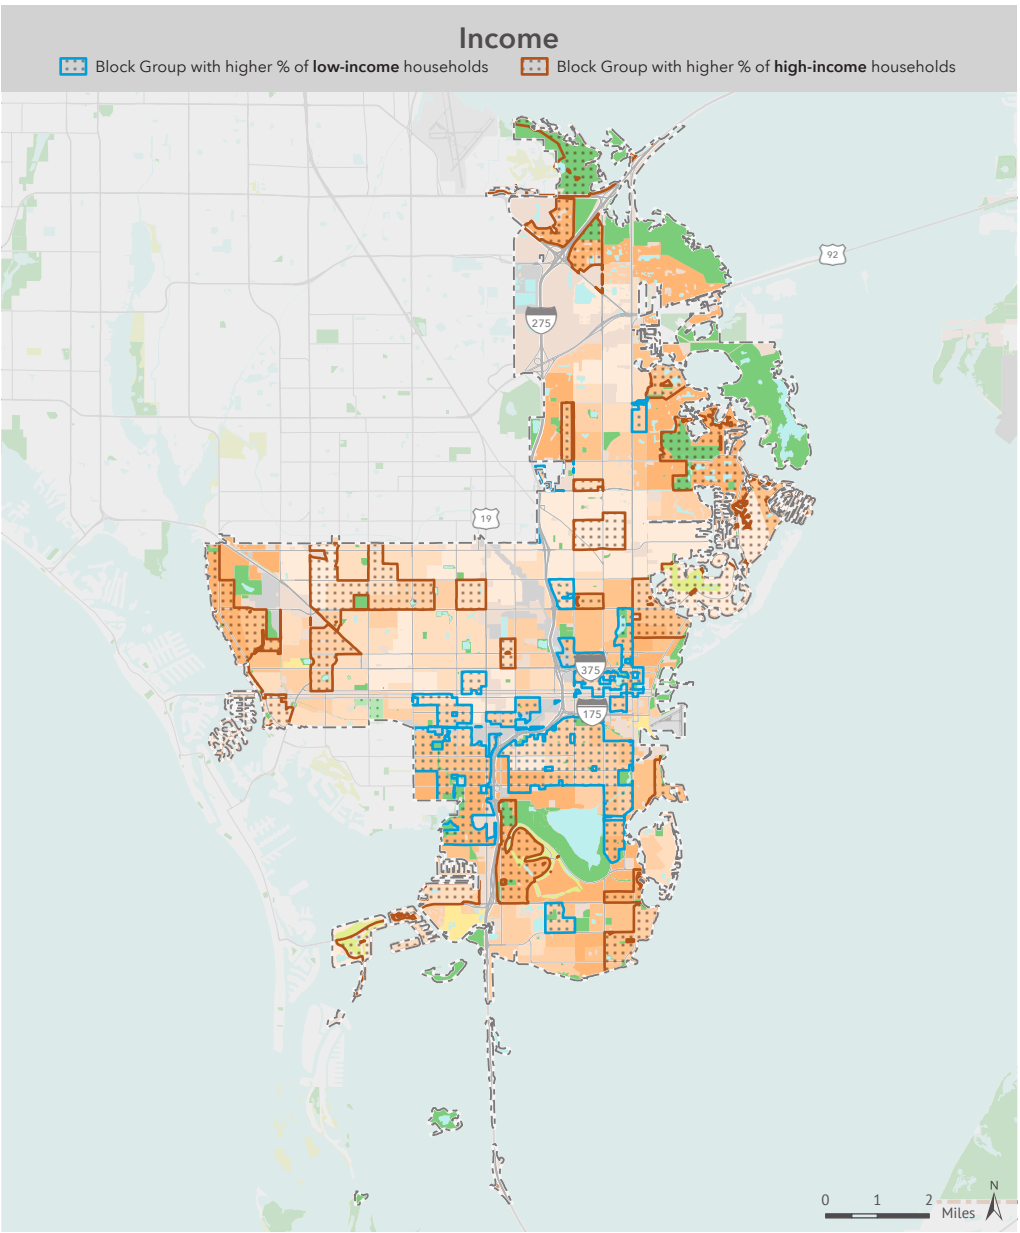 Income
Block Group with higher % of low-income households
Block Group with higher % of high-income households
92
275
19
375
175
N
0 1 2
Miles